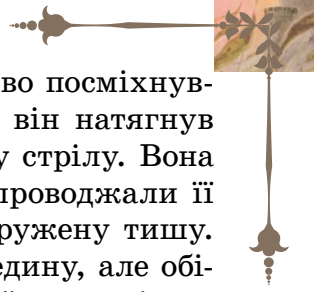 во посміхнув-
він натягнув
у стрілу. Вона
проводжали її
ружену тишу.
едину, але обі-